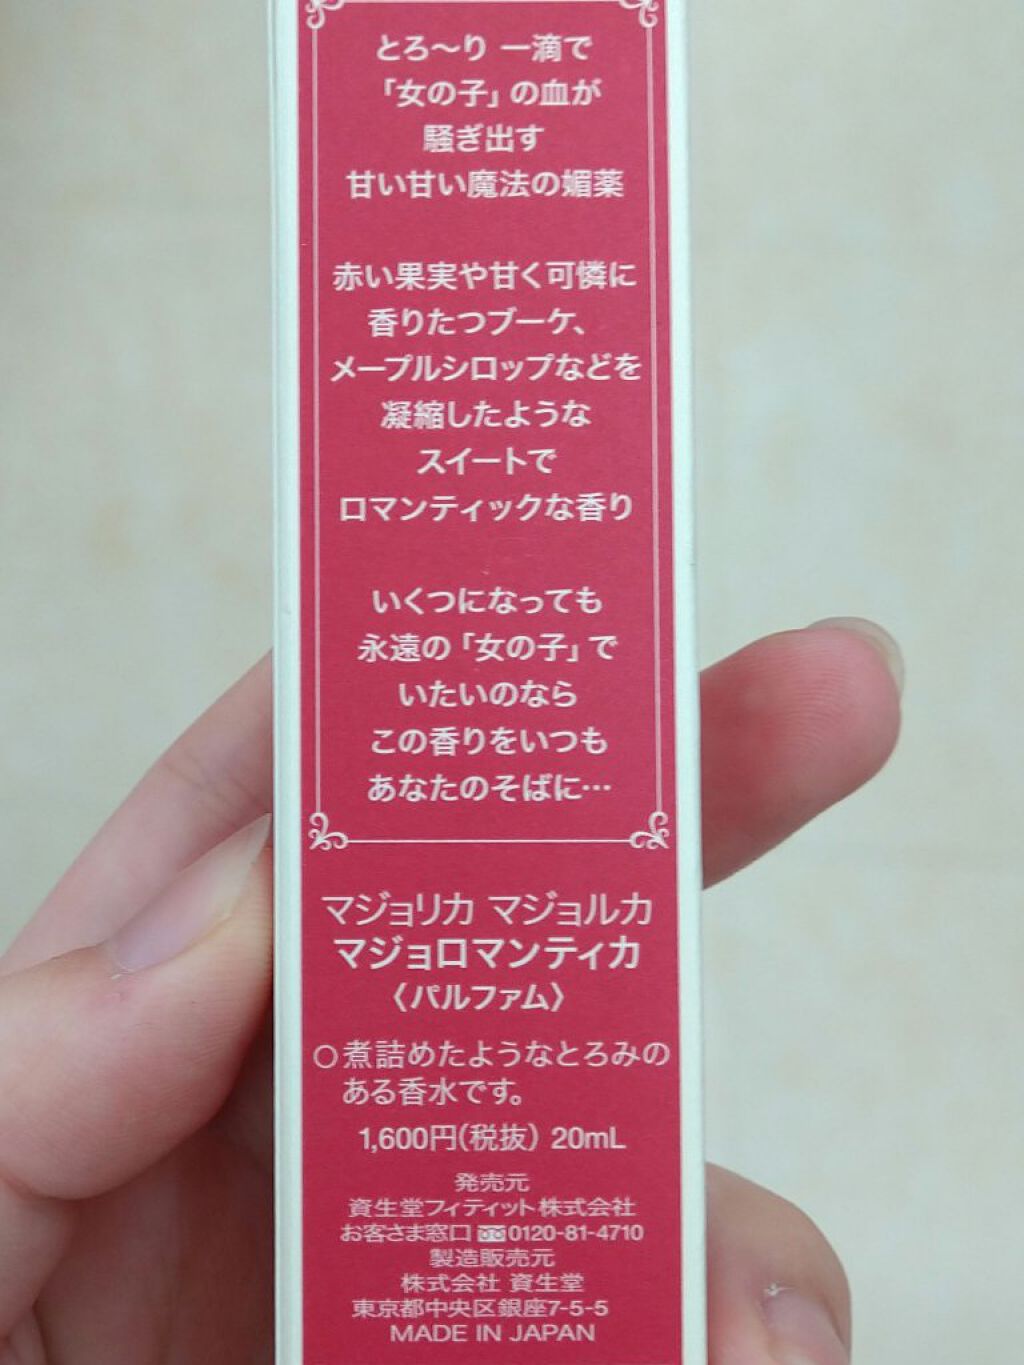 とろ〜り 一滴で
「女の子」の血が
騒ぎ出す
甘い甘い魔法の媚薬
赤い果実や甘く可憐に
香りたつブーケ、
メープルシロップなどを
凝縮したような
スイートで
ロマンティックな香り
いくつになっても
永遠の「女の子」で
いたいのなら
この香りをいつも
あなたのそばに…
マジョリカ マジョルカ
マジョロマンティカ
〈パルファム〉
○煮詰めたようなとろみの
ある香水です。
1,600円(税抜) 20mL
発売元
資生堂フィティット株式会社
お客さま窓口 0120-81-4710
製造販売元
株式会社 資生堂
東京都中央区銀座7-5-5
MADE IN JAPAN